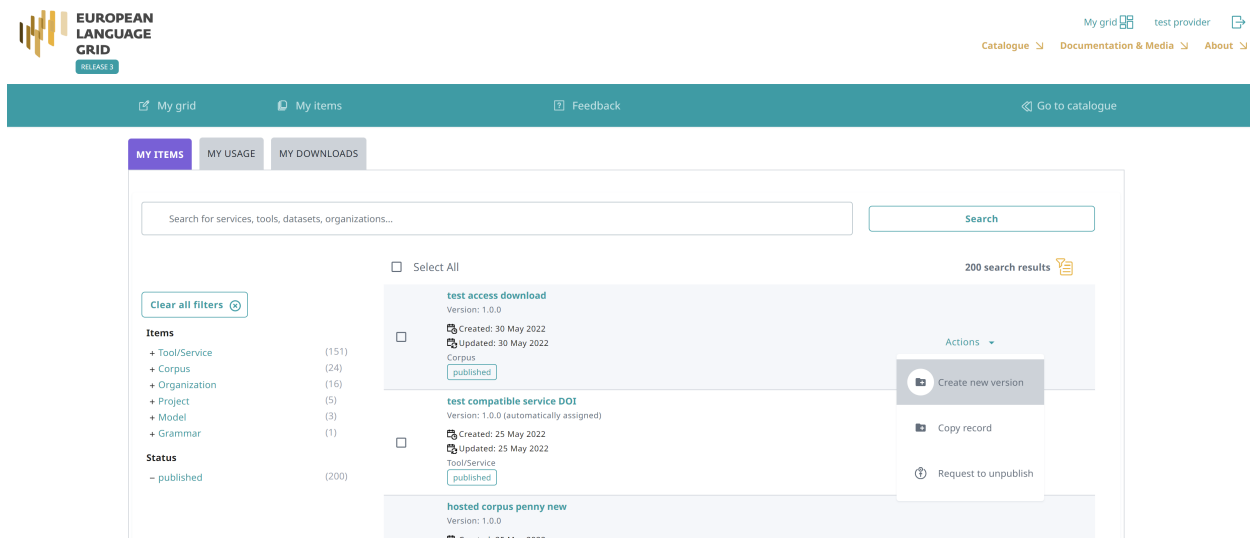 EUROPEAN
LANGUAGE
GRID
RELEASE 3
My grid
test provider
Catalogue
Documentation & Media
About
My grid
My items
Feedback
Go to catalogue
MY ITEMS
MY USAGE
MY DOWNLOADS
Search for services, tools, datasets, organizations...
Search
Select All
200 search results
Clear all filters
Items
+ Tool/Service (151)
+ Corpus (24)
+ Organization (16)
+ Project (5)
+ Model (3)
+ Grammar (1)
Status
– published (200)
test access download
Version: 1.0.0
Created: 30 May 2022
Updated: 30 May 2022
Corpus
published
Actions
Create new version
Copy record
Request to unpublish
test compatible service DOI
Version: 1.0.0 (automatically assigned)
Created: 25 May 2022
Updated: 25 May 2022
Tool/Service
published
hosted corpus penny new
Version: 1.0.0